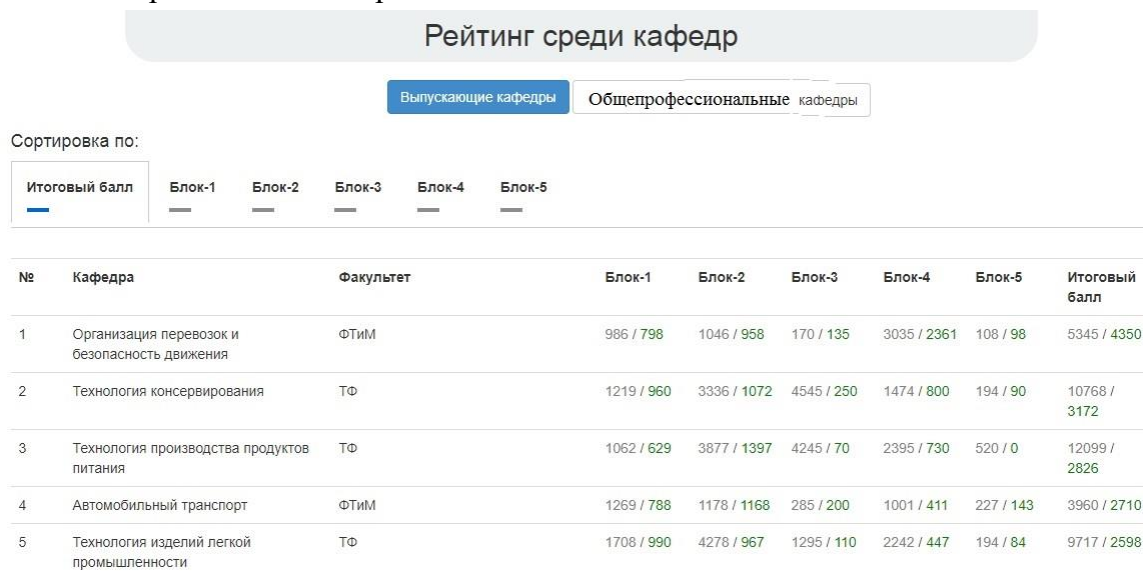 Рейтинг среди кафедр
Выпускающие кафедры Общепрофессиональные кафедры
Сортировка по:
Итоговый балл Блок-1 Блок-2 Блок-3 Блок-4 Блок-5
№ Кафедра Факультет Блок-1 Блок-2 Блок-3 Блок-4 Блок-5 Итоговый
балл
1 Организация перевозок и ФТиМ 986 / 798 1046 / 958 170 / 135 3035 / 2361 108 / 98 5345 / 4350
безопасность движения
2 Технология консервирования ТФ 1219 / 960 3336 / 1072 4545 / 250 1474 / 800 194 / 90 10768 /
3172
3 Технология производства продуктов ТФ 1062 / 629 3877 / 1397 4245 / 70 2395 / 730 520 / 0 12099 /
питания 2826
4 Автомобильный транспорт ФТиМ 1269 / 788 1178 / 1168 285 / 200 1001 / 411 227 / 143 3960 / 2710
5 Технология изделий легкой ТФ 1708 / 990 4278 / 967 1295 / 110 2242 / 447 194 / 84 9717 / 2598
промышленности